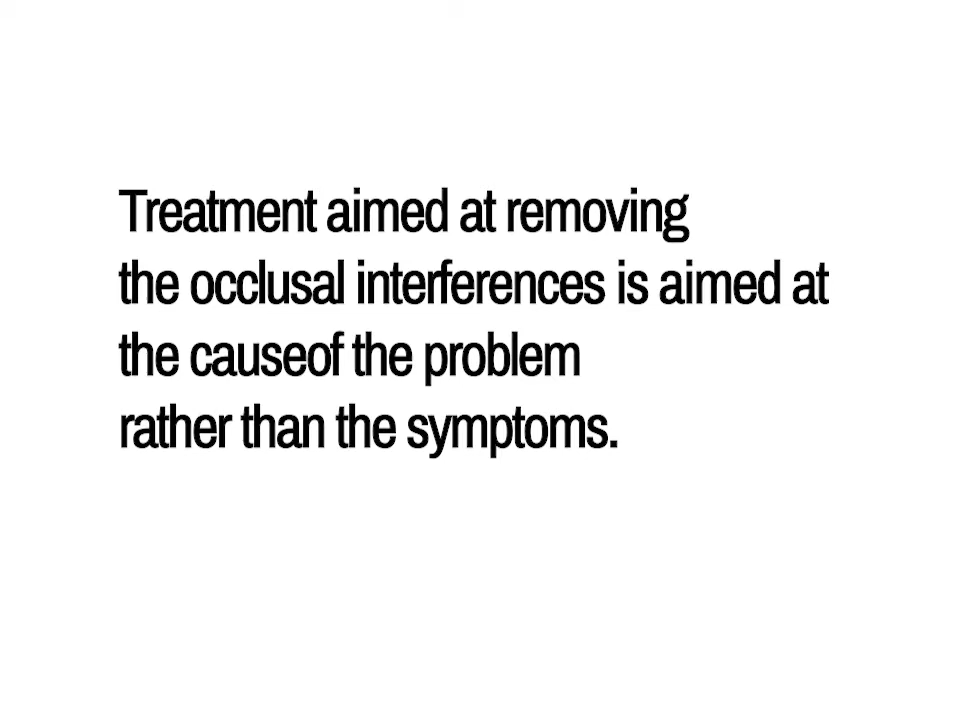 Treatment aimed at removing
the occlusal interferences is aimed at
the causeof the problem
rather than the symptoms.